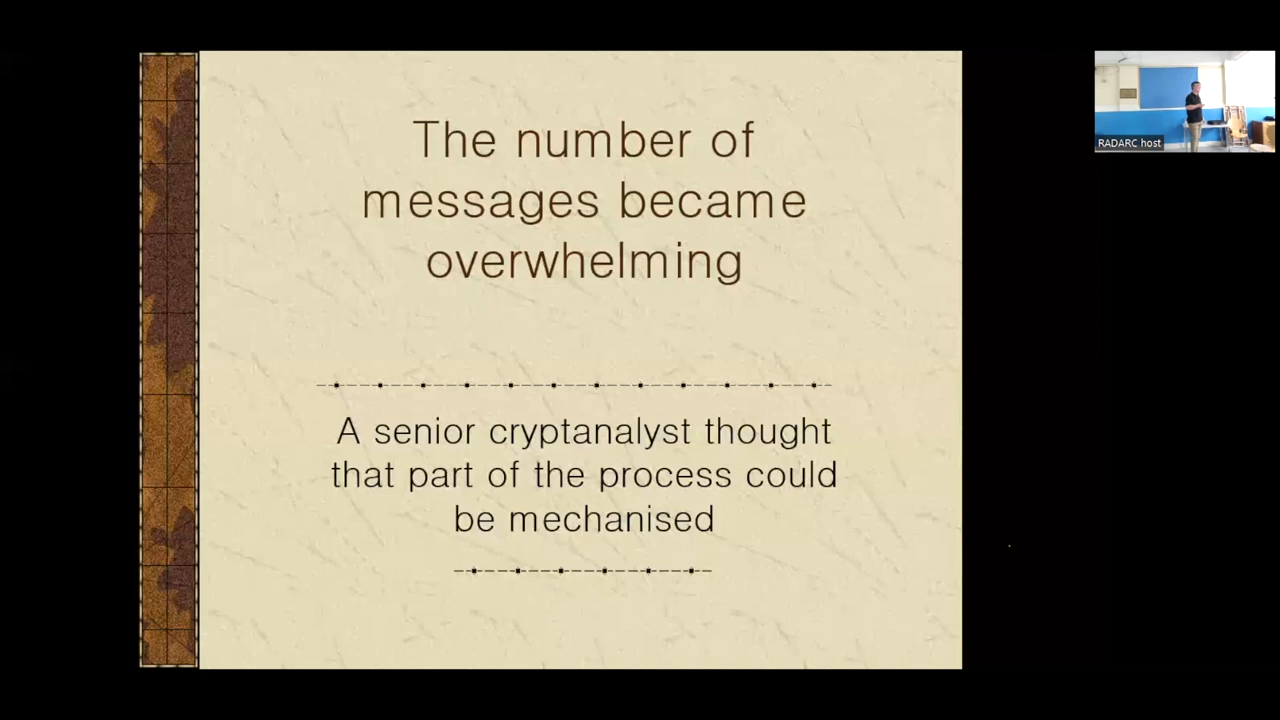 The number of
messages became
overwhelming
A senior cryptanalyst thought
that part of the process could
be mechanised
RADARC host